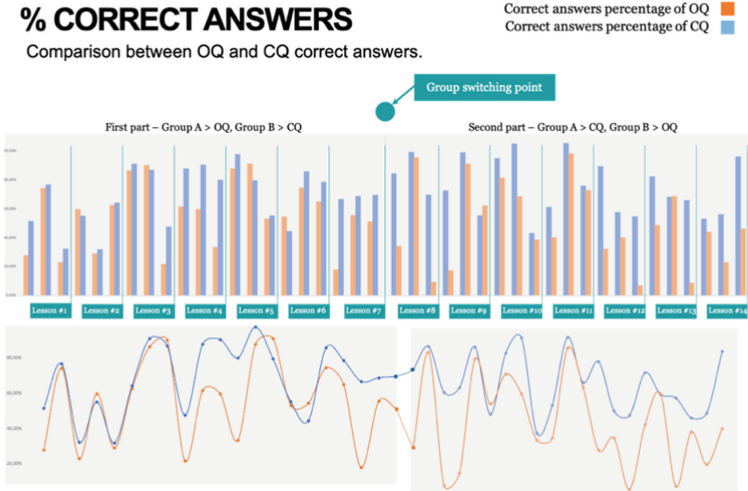 % CORRECT ANSWERS
Comparison between OQ and CQ correct answers.
Correct answers percentage of OQ
Correct answers percentage of CQ
Group switching point
First part – Group A > OQ, Group B > CQ
Second part – Group A > CQ, Group B > OQ
Lesson #1
Lesson #2
Lesson #3
Lesson #4
Lesson #5
Lesson #6
Lesson #7
Lesson #8
Lesson #9
Lesson #10
Lesson #11
Lesson #12
Lesson #13
Lesson #14
80,00%
60,00%
40,00%
20,00%